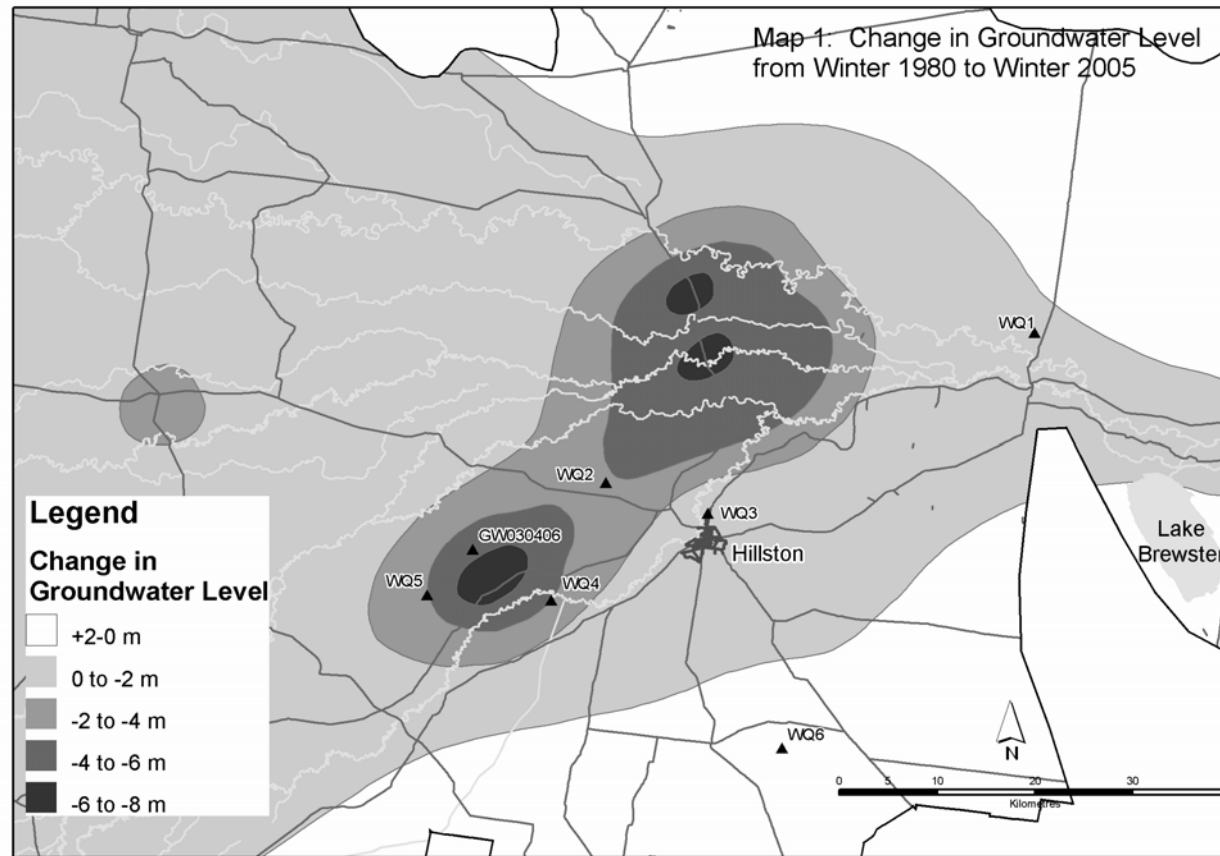 Map 1: Change in Groundwater Level
from Winter 1980 to Winter 2005
WQ1
WQ2
WQ3
Hillston
GW030406
WQ5
WQ4
WQ6
Lake
Brewster
Legend
Change in
Groundwater Level
+2-0 m
0 to -2 m
-2 to -4 m
-4 to -6 m
-6 to -8 m
N
0 5 10 20 30
Kilometres